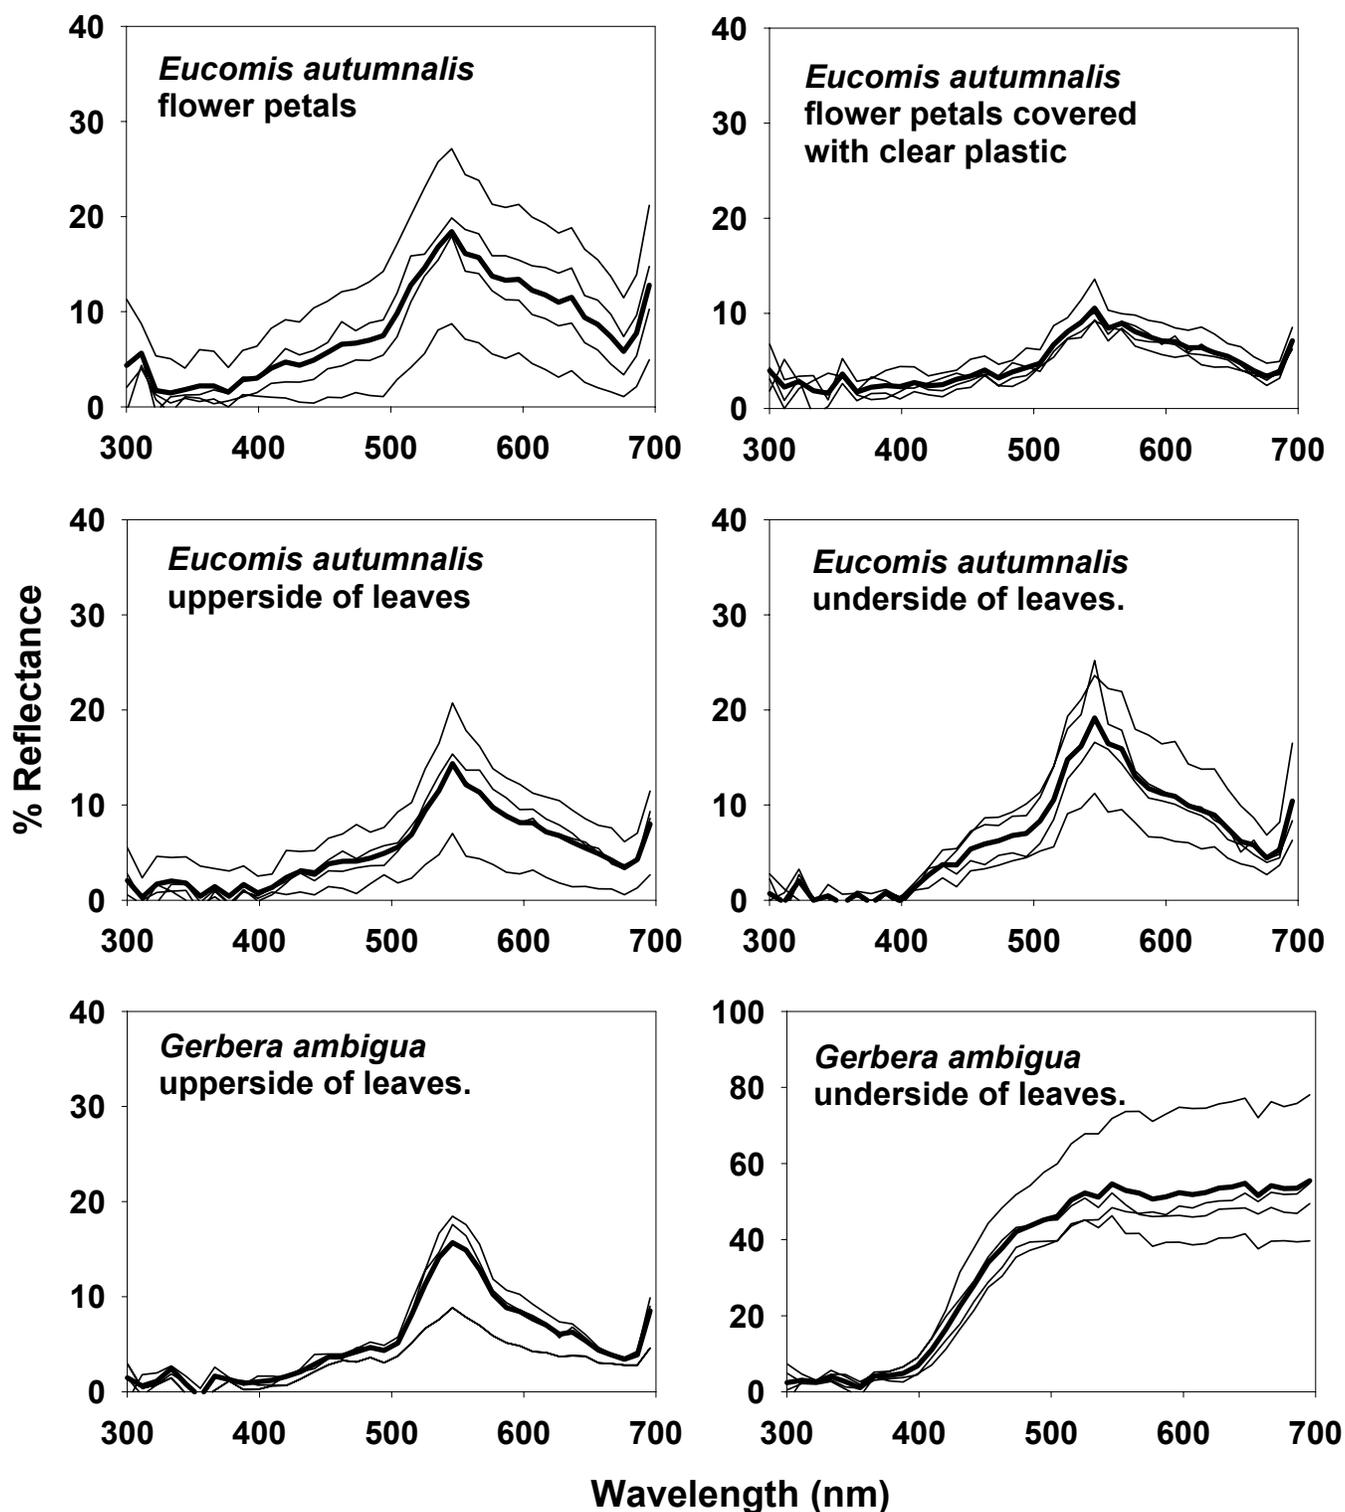 40
30
20
10
0
300 400 500 600 700
Eucomis autumnalis
flower petals
40
30
20
10
0
300 400 500 600 700
Eucomis autumnalis
flower petals covered
with clear plastic
% Reflectance
40
30
20
10
0
300 400 500 600 700
Eucomis autumnalis
upperside of leaves
40
30
20
10
0
300 400 500 600 700
Eucomis autumnalis
underside of leaves.
40
30
20
10
0
300 400 500 600 700
Gerbera ambigua
upperside of leaves.
100
80
60
40
20
0
300 400 500 600 700
Gerbera ambigua
underside of leaves.
Wavelength (nm)